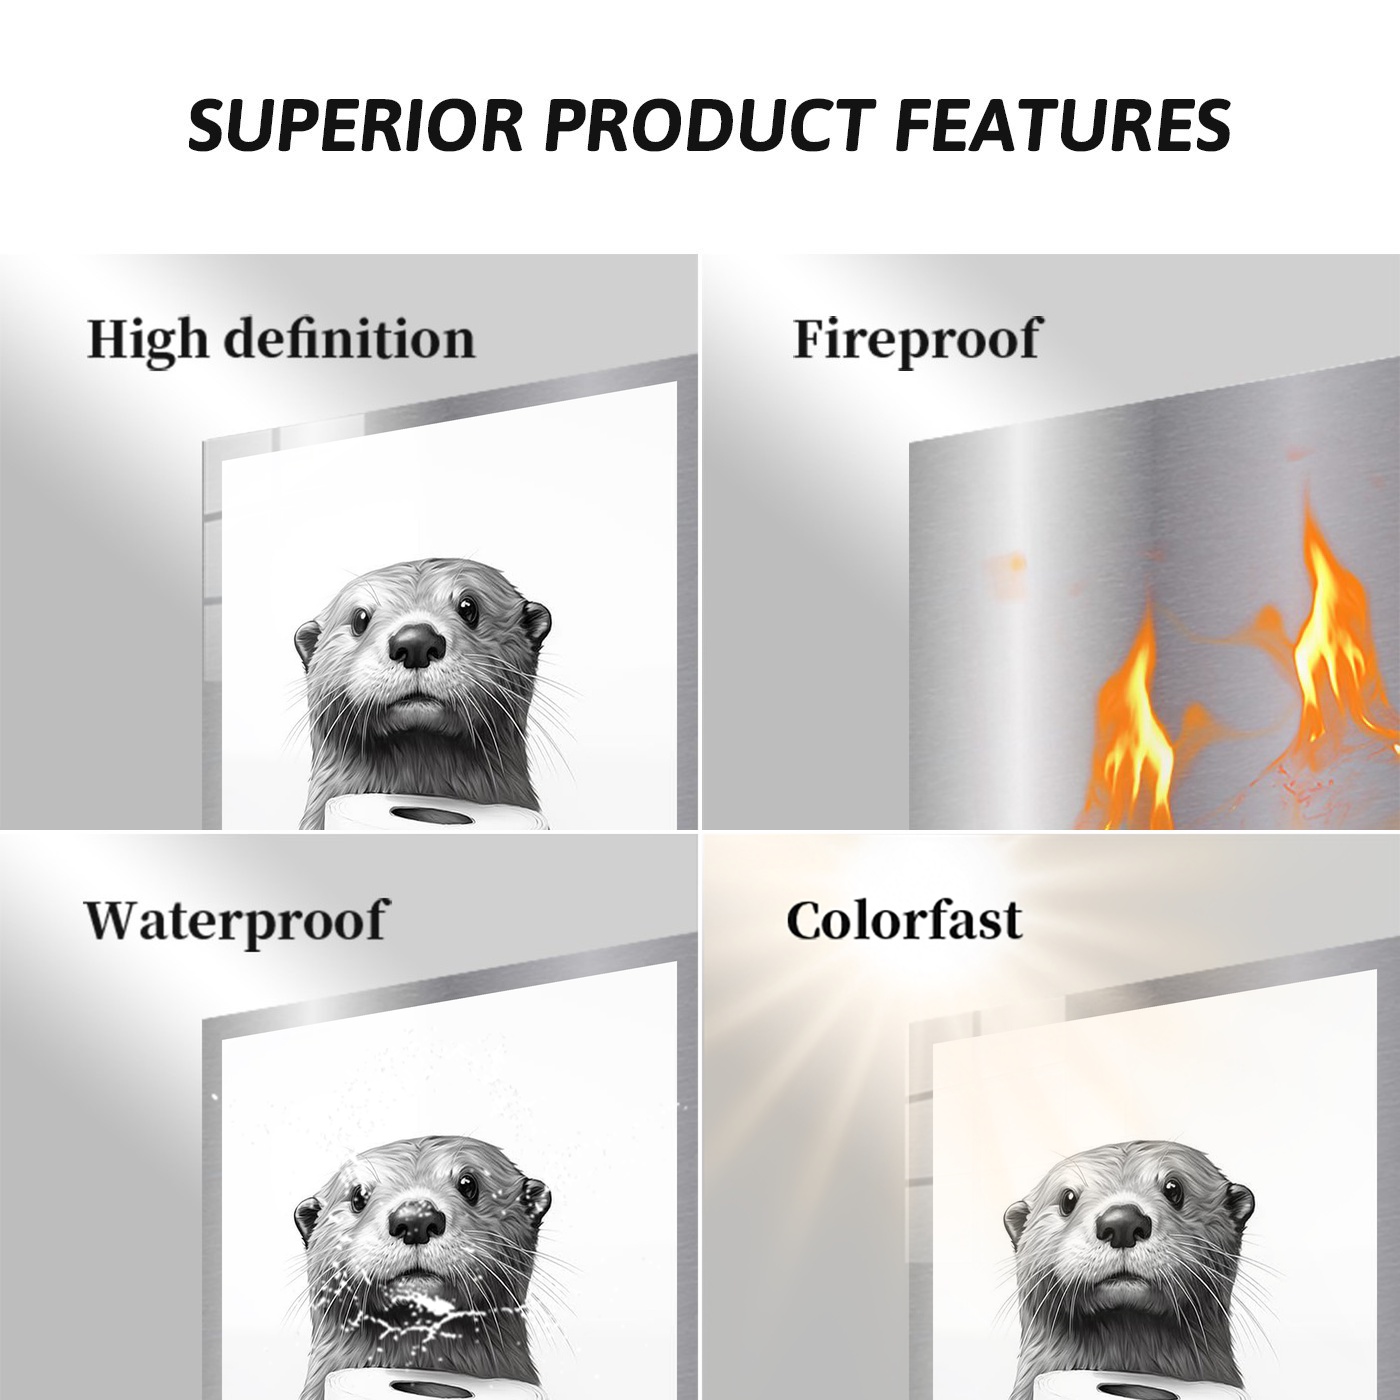 SUPERIOR PRODUCT FEATURES
High definition
Fireproof
Waterproof
Colorfast